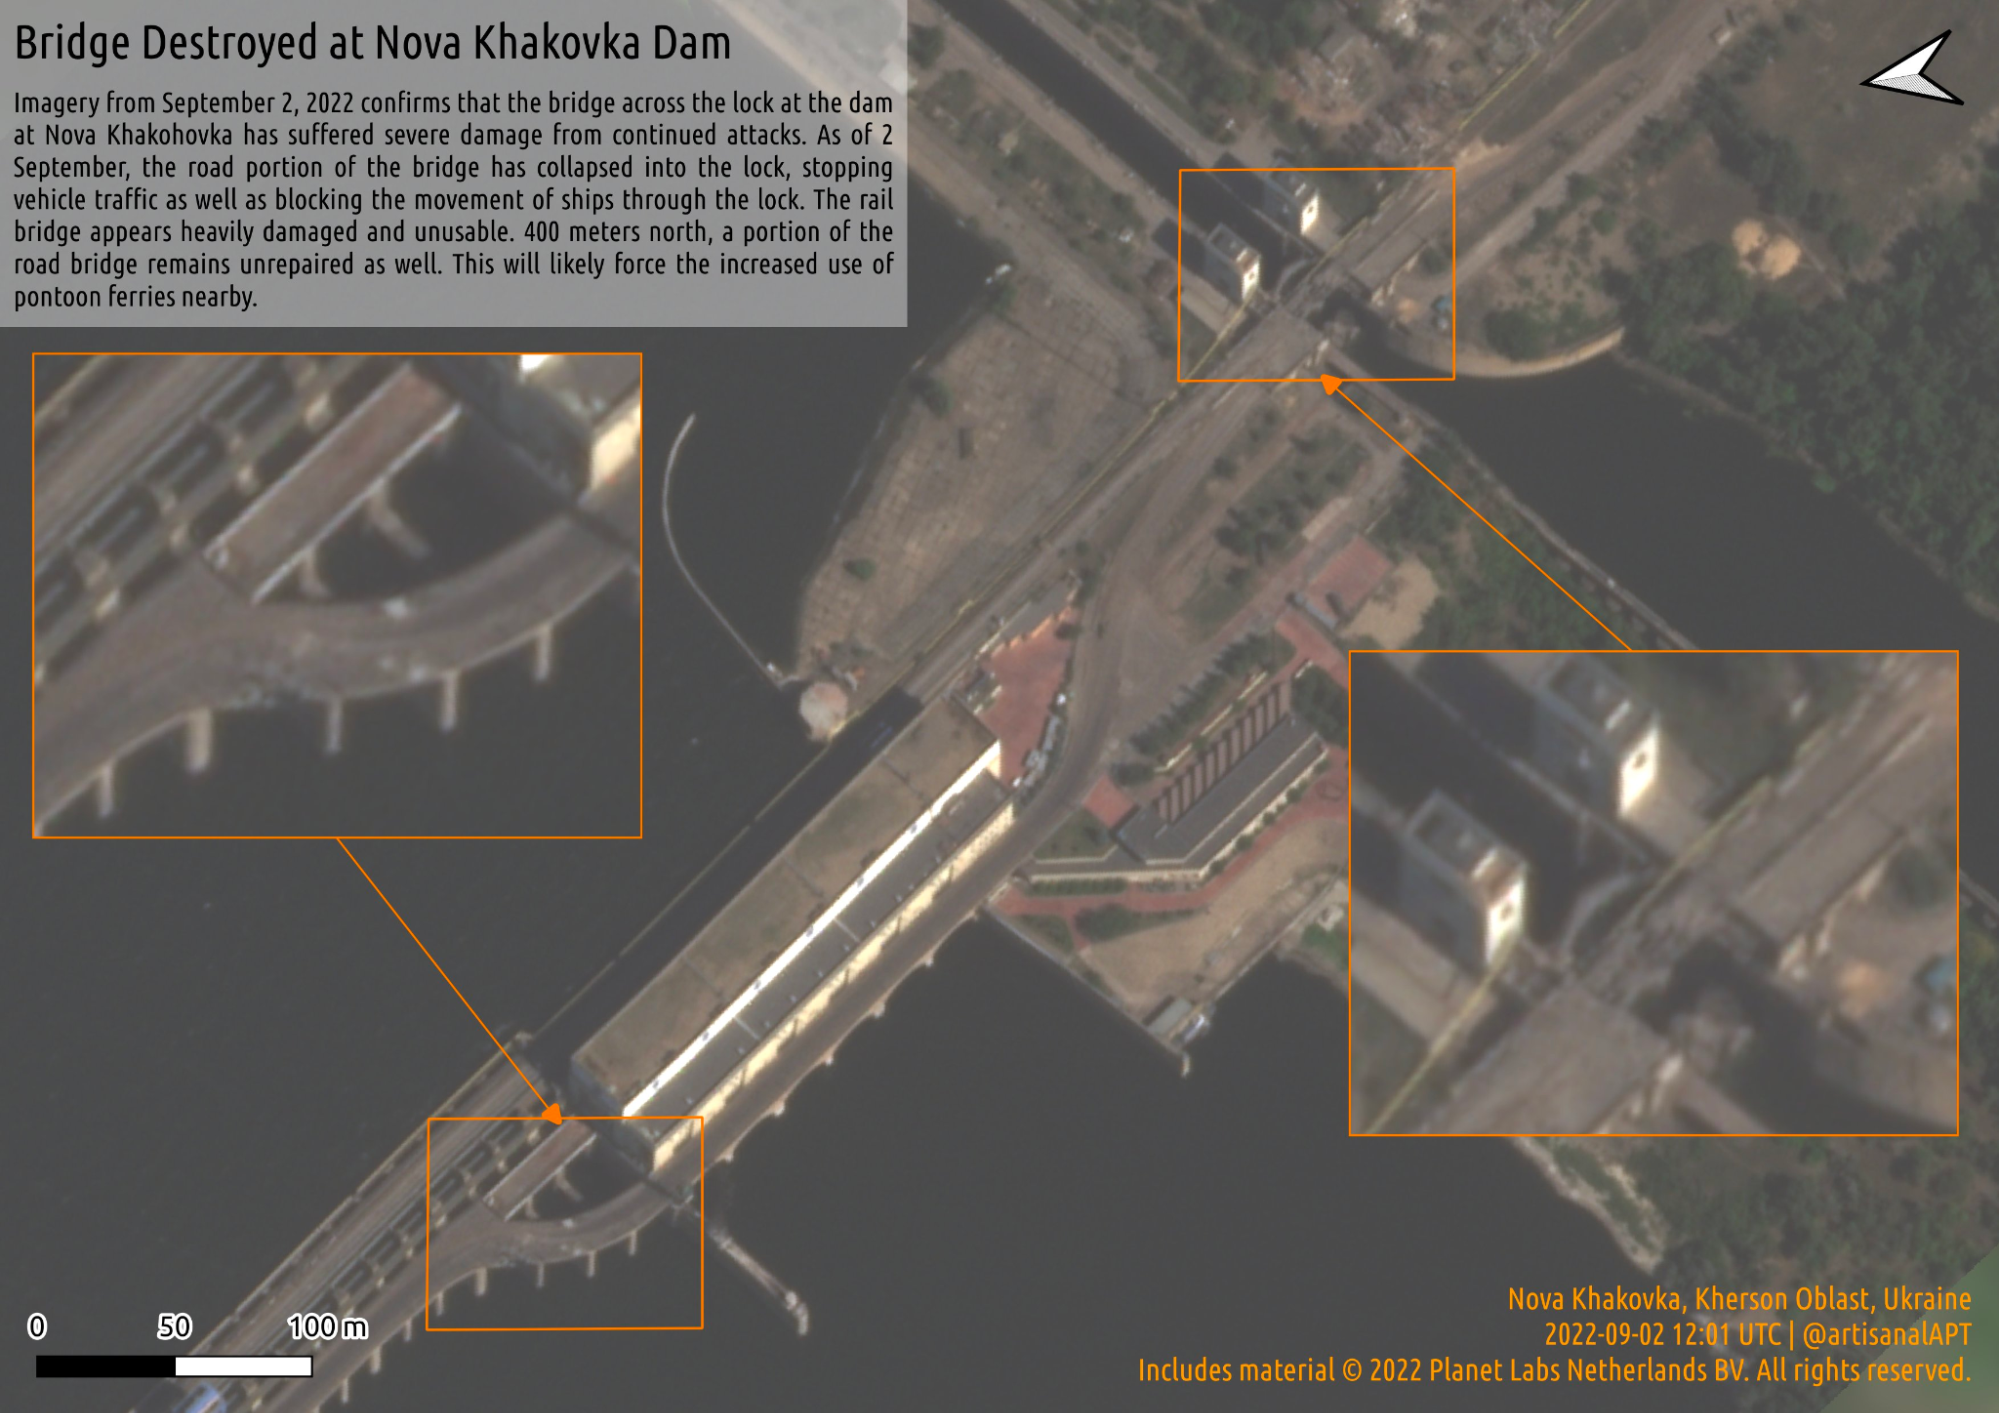 Bridge Destroyed at Nova Khakovka Dam
Imagery from September 2, 2022 confirms that the bridge across the lock at the dam
at Nova Khakohovka has suffered severe damage from continued attacks. As of 2
September, the road portion of the bridge has collapsed into the lock, stopping
vehicle traffic as well as blocking the movement of ships through the lock. The rail
bridge appears heavily damaged and unusable. 400 meters north, a portion of the
road bridge remains unrepaired as well. This will likely force the increased use of
pontoon ferries nearby.
0 50 100 m
Nova Khakovka, Kherson Oblast, Ukraine
2022-09-02 12:01 UTC | @artisanalAPT
Includes material © 2022 Planet Labs Netherlands BV. All rights reserved.